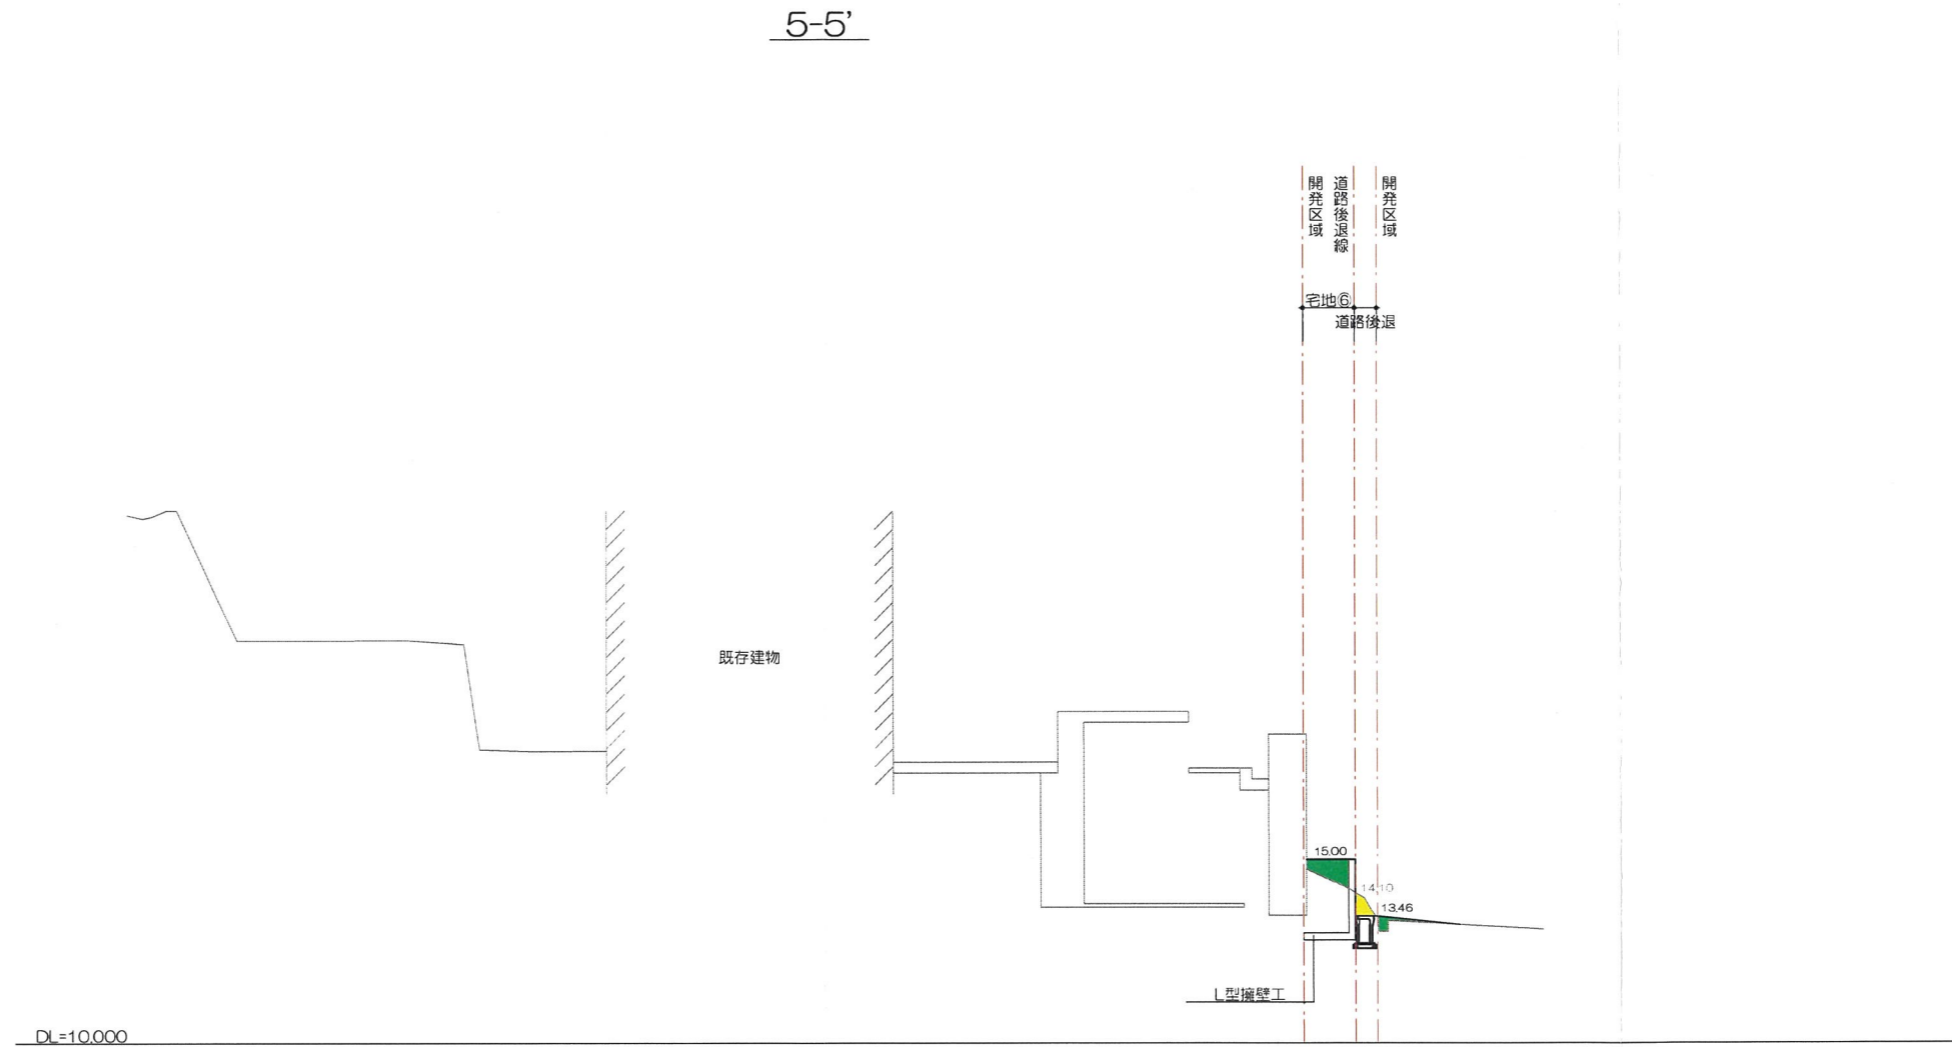 5-5'
開発区域
道路後退線
開発区域
宅地⑥
道路後退
既存建物
15.00
14.10
13.46
L型擁壁工
DL=10.000